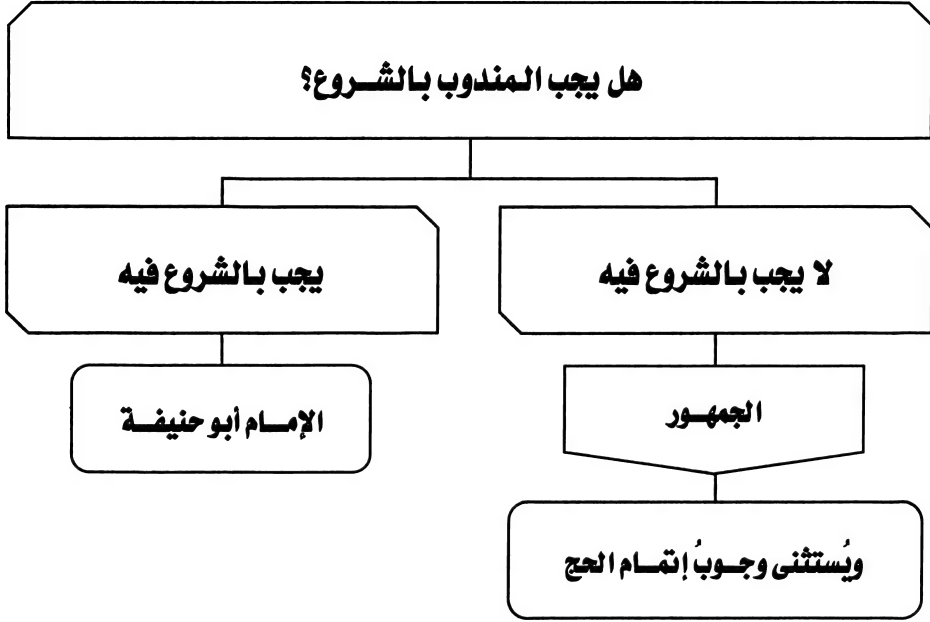 هل يجب المندوب بالشروع؟
لا يجب بالشروع فيه
يجب بالشروع فيه
الجمهور
الإمام أبو حنيفة
ويُستثنى وجوبُ إتمام الحج